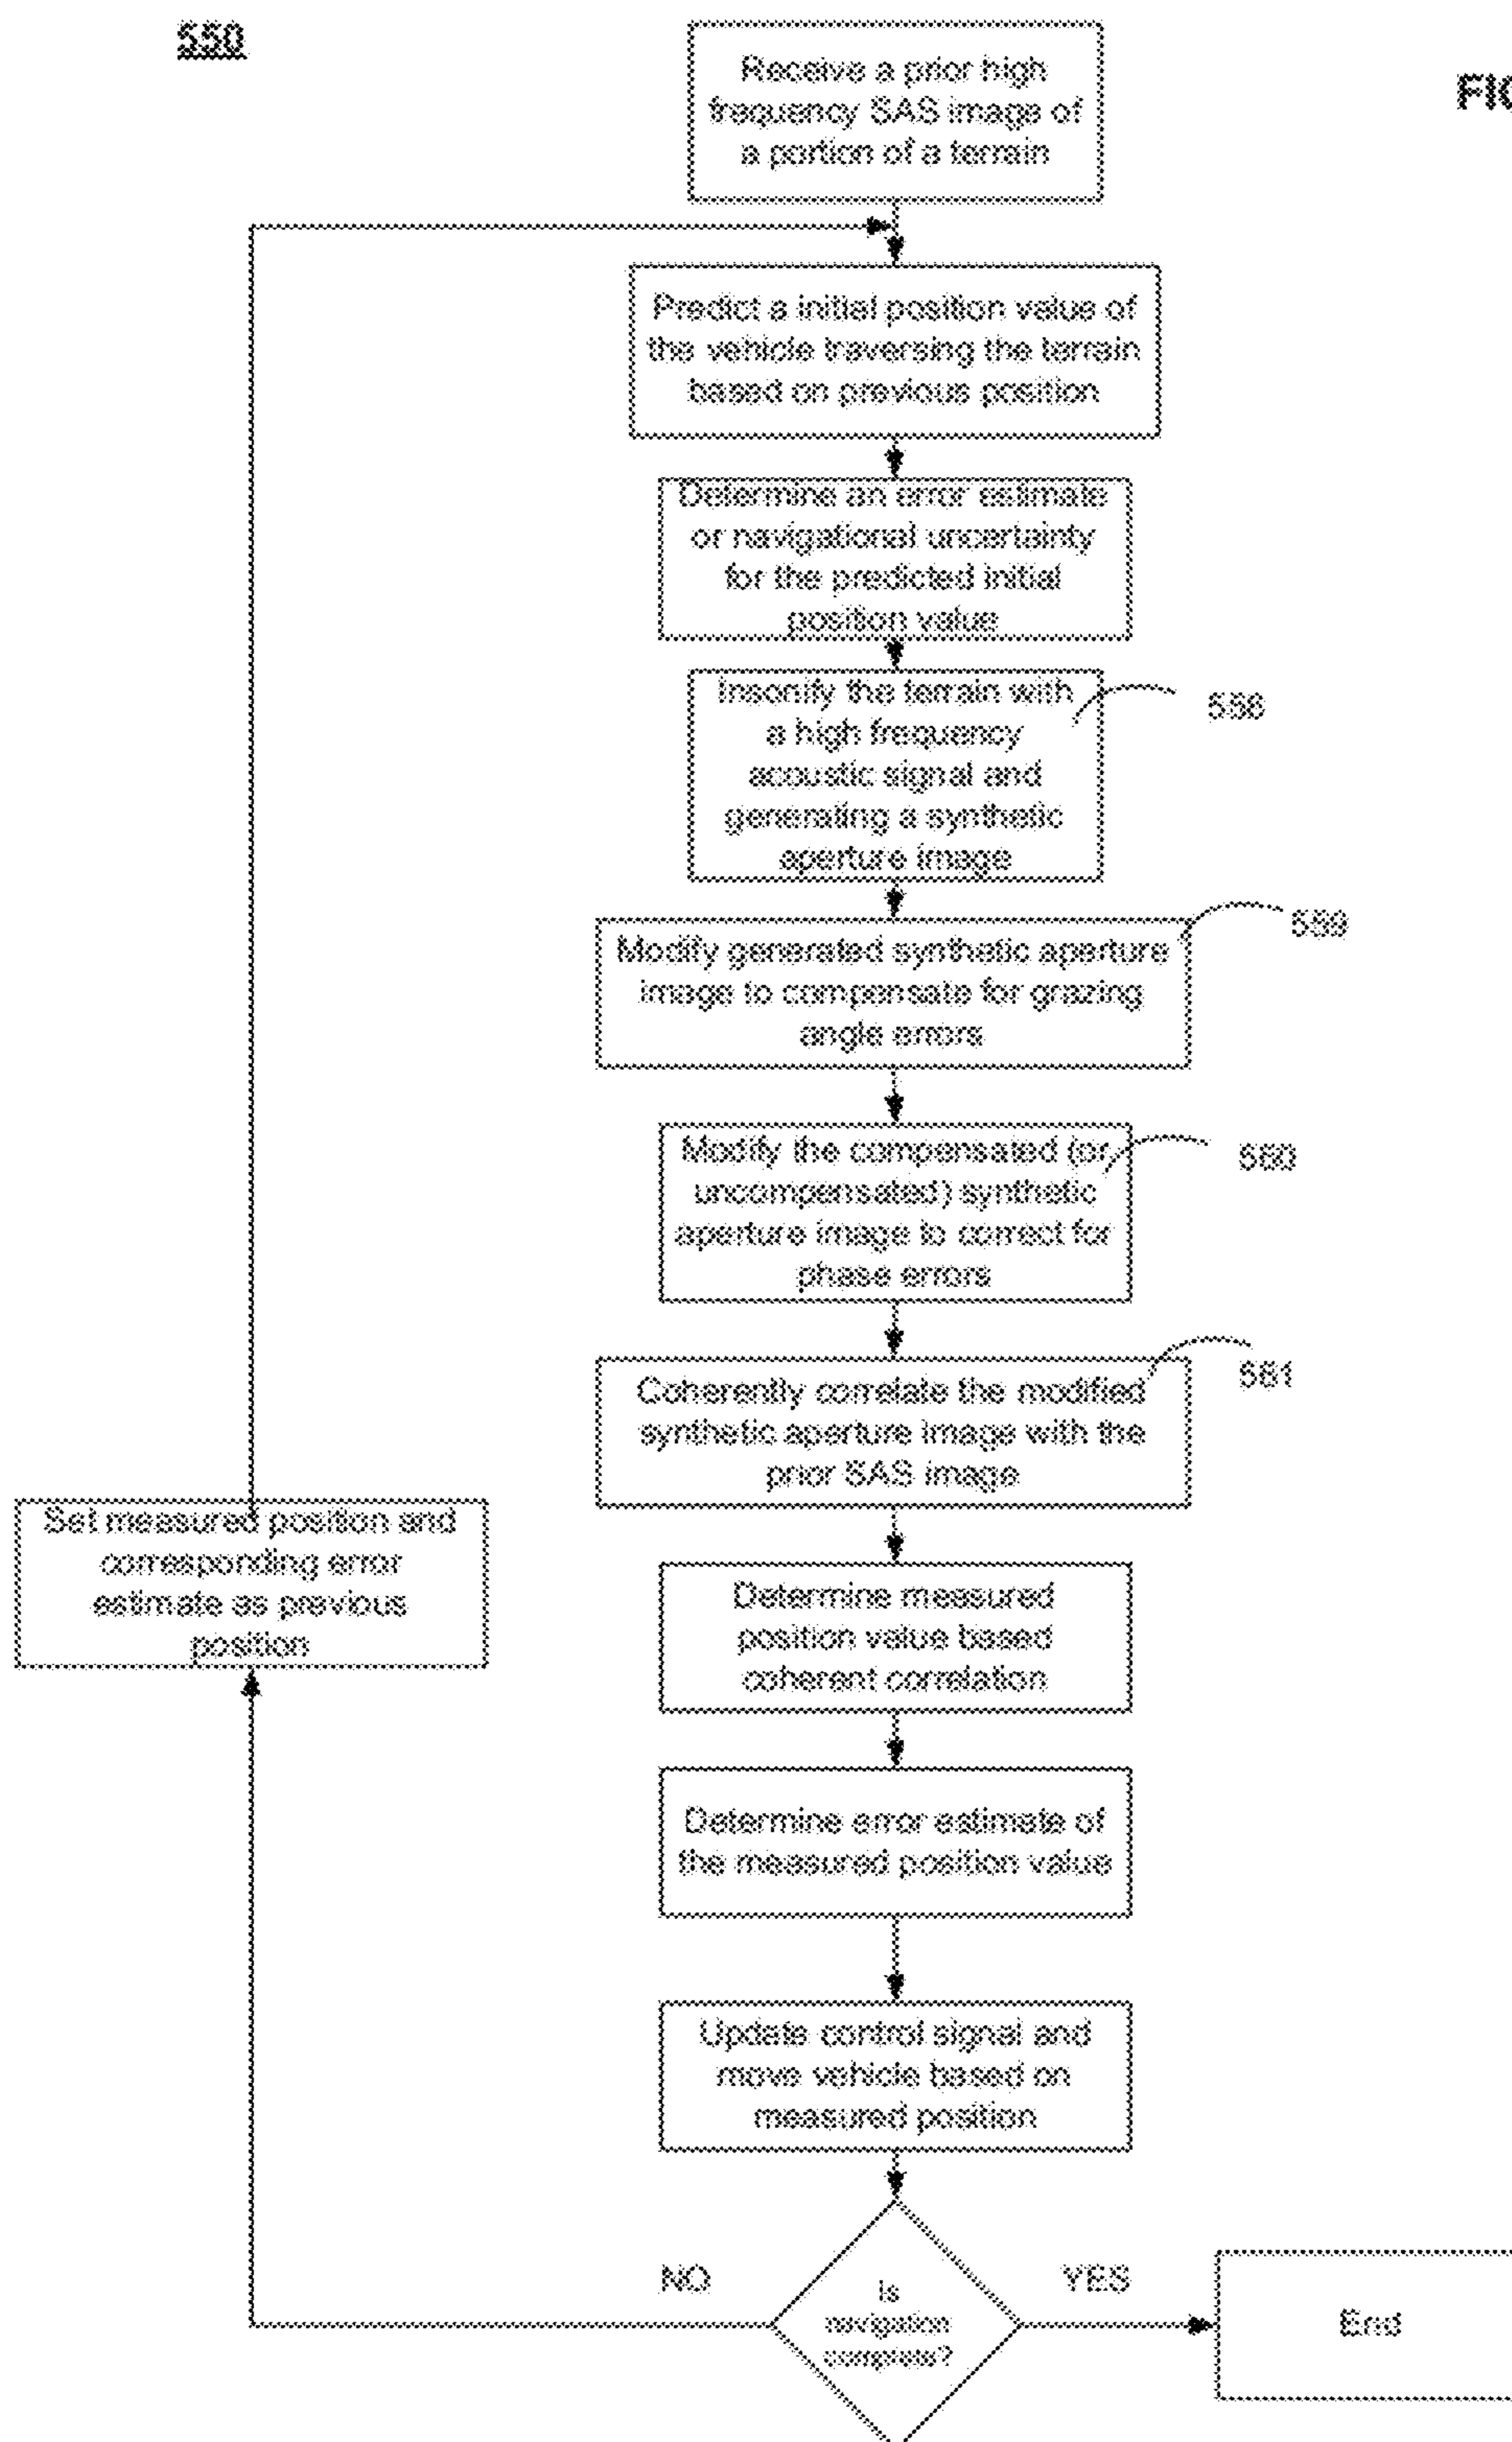 550
FIG
Receive a prior high
frequency SAS image of
a portion of a terrain
Predict a initial position value of
the vehicle traversing the terrain
based on previous position
Determine an error estimate
or navigational uncertainty
for the predicted initial
position value
Insonify the terrain with
a high frequency
acoustic signal and
generating a synthetic
aperture image
556
Modify generated synthetic aperture
image to compensate for grazing
angle errors
559
Modify the compensated (or
uncompensated) synthetic
aperture image to correct for
phase errors
560
Coherently correlate the modified
synthetic aperture image with the
prior SAS image
561
Set measured position and
corresponding error
estimate as previous
position
Determine measured
position value based
coherent correlation
Determine error estimate of
the measured position value
Update control signal and
move vehicle based on
measured position
NO
Is
navigation
complete?
YES
End